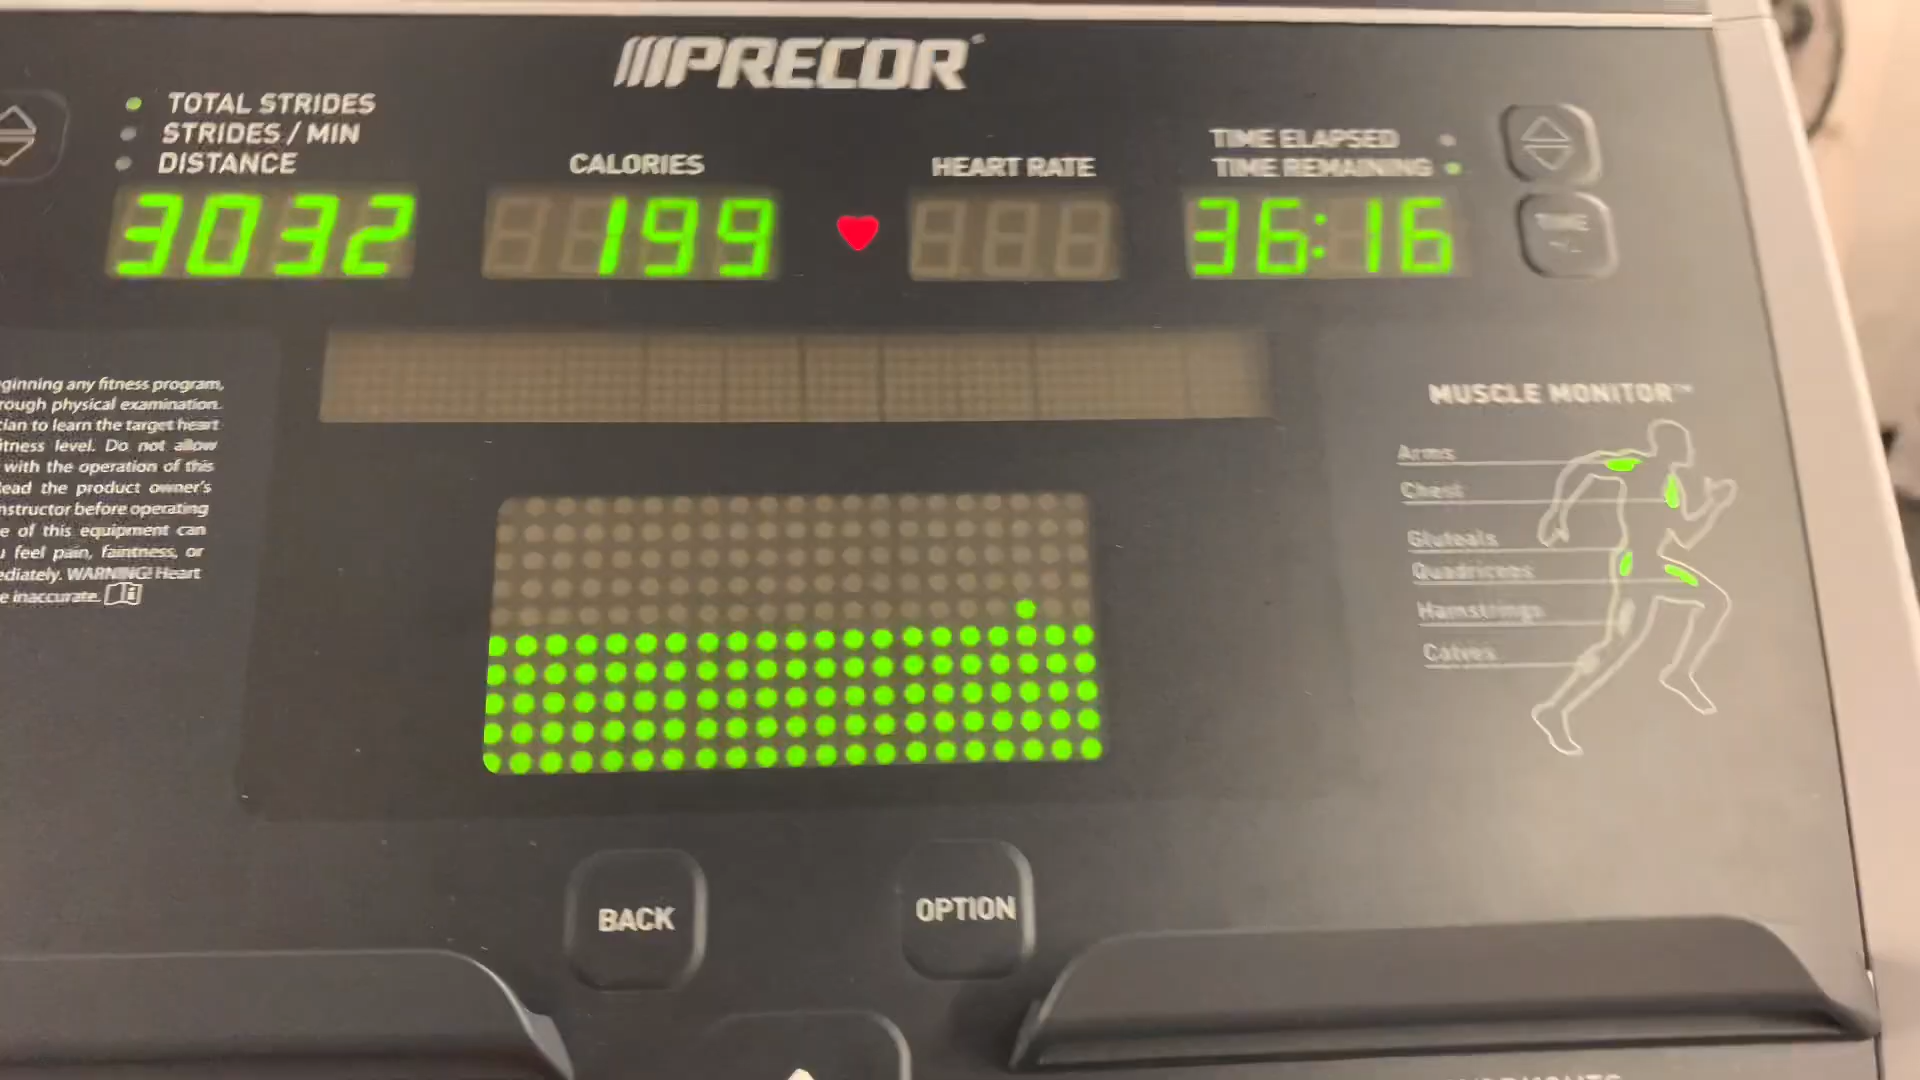 PRECOR
TOTAL STRIDES
STRIDES / MIN
DISTANCE
3032
CALORIES
199
HEART RATE
TIME ELAPSED
TIME REMAINING
36:16
TIME
+/-
ginning any fitness program,
rough physical examination.
ian to learn the target heart
itness level. Do not allow
with the operation of this
ead the product owner's
nstructor before operating
e of this equipment can
u feel pain, faintness, or
ediately. WARNING! Heart
e inaccurate.
MUSCLE MONITOR™
Arms
Chest
Gluteals
Quadriceps
Hamstrings
Calves
BACK
OPTION